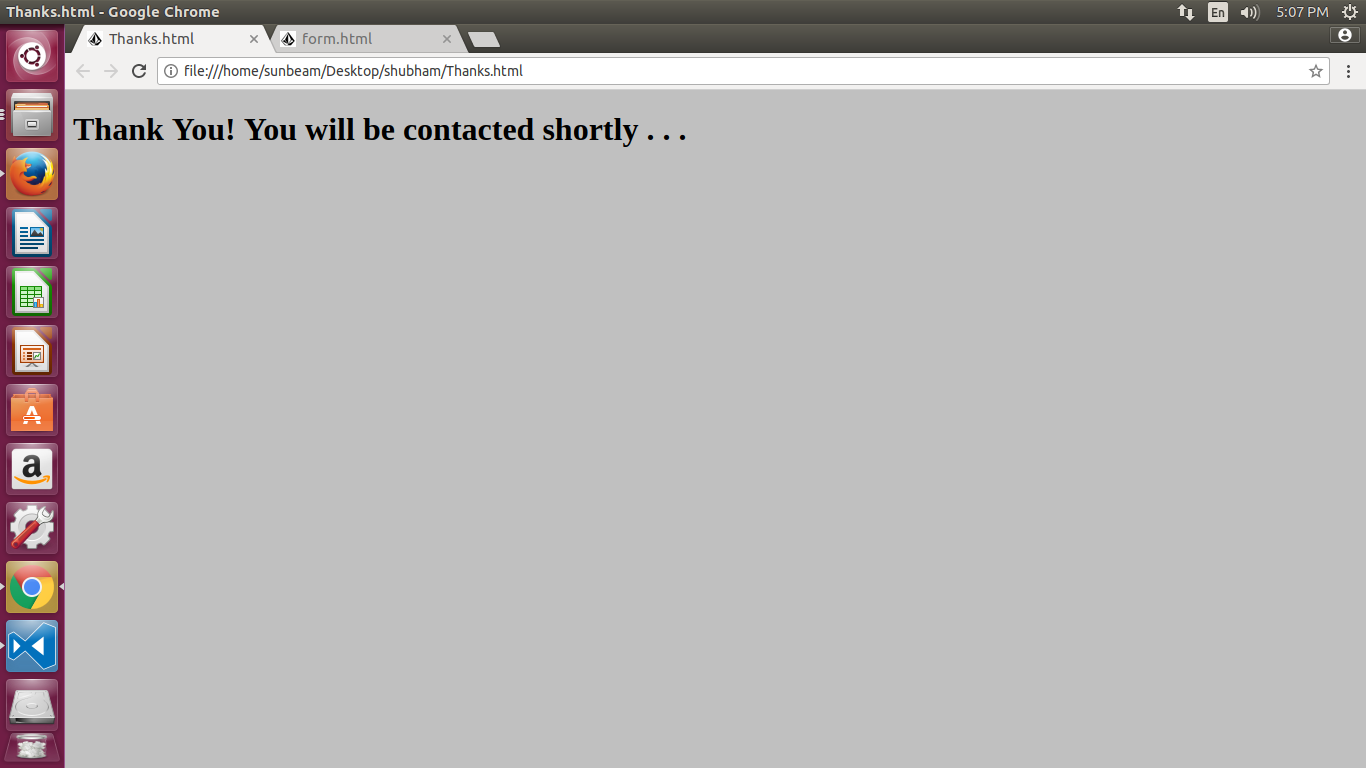 Thanks.html - Google Chrome
En
5:07 PM
Thanks.html
form.html
file:///home/sunbeam/Desktop/shubham/Thanks.html
Thank You! You will be contacted shortly . . .
A
a